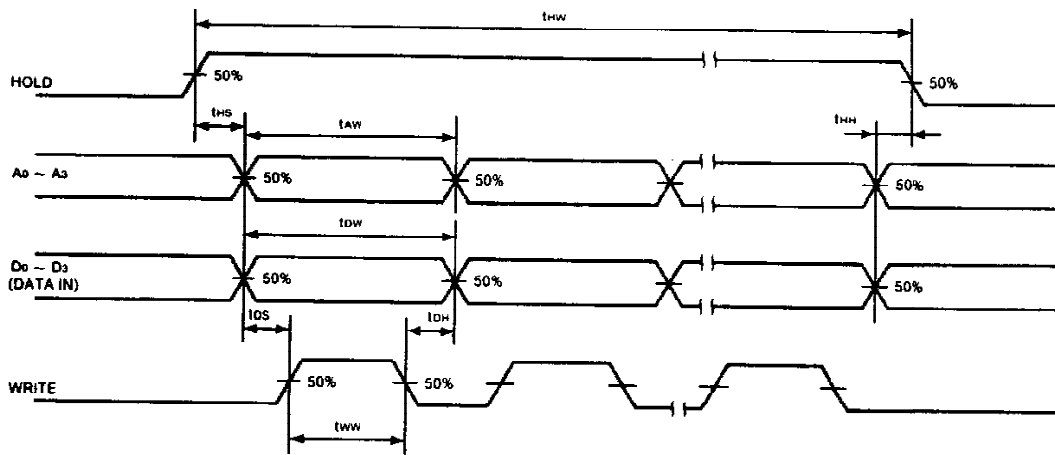 tHW
HOLD
50%
50%
tHS
tAW
tHH
A0 ~ A3
50%
50%
50%
tDW
D0 ~ D3
(DATA IN)
50%
50%
50%
tDS
tDH
WRITE
50%
50%
tWW